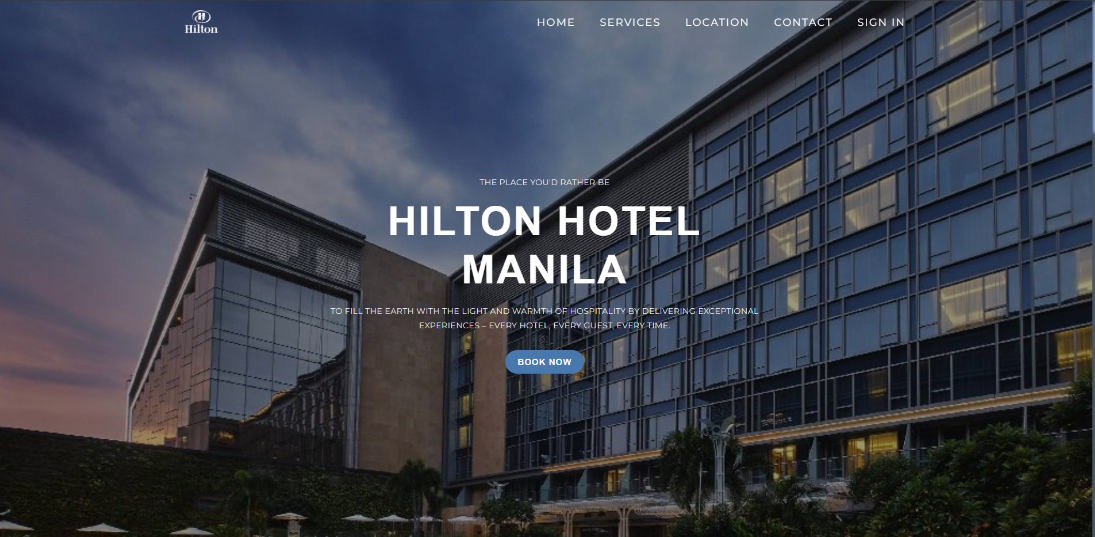 Hilton
HOME SERVICES LOCATION CONTACT SIGN IN
THE PLACE YOU'D RATHER BE
HILTON HOTEL
MANILA
TO FILL THE EARTH WITH THE LIGHT AND WARMTH OF HOSPITALITY BY DELIVERING EXCEPTIONAL
EXPERIENCES – EVERY HOTEL, EVERY GUEST, EVERY TIME.
BOOK NOW